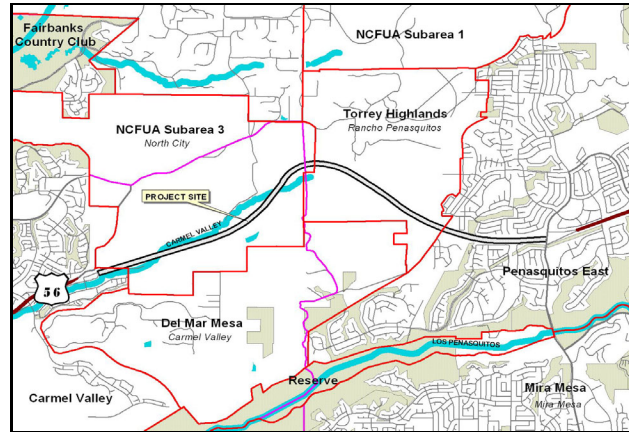 Fairbanks
Country Club
NCFUA Subarea 1
Torrey Highlands
Rancho Penasquitos
NCFUA Subarea 3
North City
PROJECT SITE
CARMEL VALLEY
56
Penasquitos East
Del Mar Mesa
Carmel Valley
LOS PENASQUITOS
Reserve
Carmel Valley
Mira Mesa
Mira Mesa